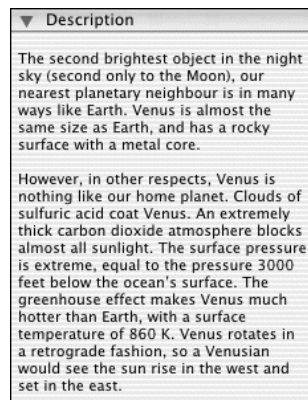 Description
The second brightest object in the night
sky (second only to the Moon), our
nearest planetary neighbour is in many
ways like Earth. Venus is almost the
same size as Earth, and has a rocky
surface with a metal core.
However, in other respects, Venus is
nothing like our home planet. Clouds of
sulfuric acid coat Venus. An extremely
thick carbon dioxide atmosphere blocks
almost all sunlight. The surface pressure
is extreme, equal to the pressure 3000
feet below the ocean's surface. The
greenhouse effect makes Venus much
hotter than Earth, with a surface
temperature of 860 K. Venus rotates in
a retrograde fashion, so a Venusian
would see the sun rise in the west and
set in the east.